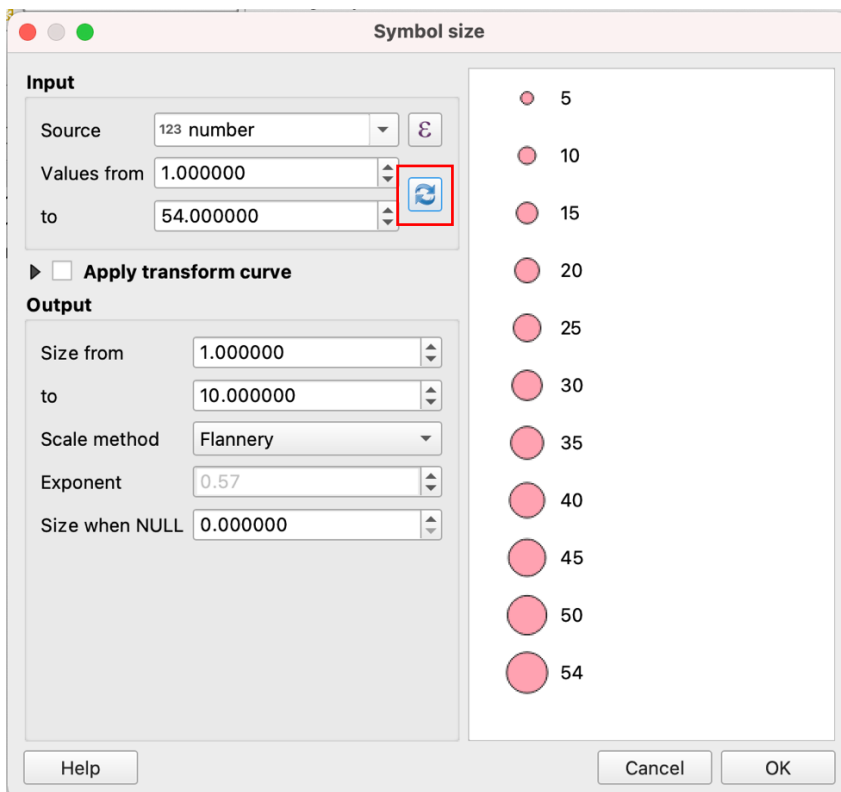 Symbol size
Input
Source 123 number ε
Values from 1.000000
to 54.000000
Apply transform curve
Output
Size from 1.000000
to 10.000000
Scale method Flannery
Exponent 0.57
Size when NULL 0.000000
5
10
15
20
25
30
35
40
45
50
54
Help Cancel OK